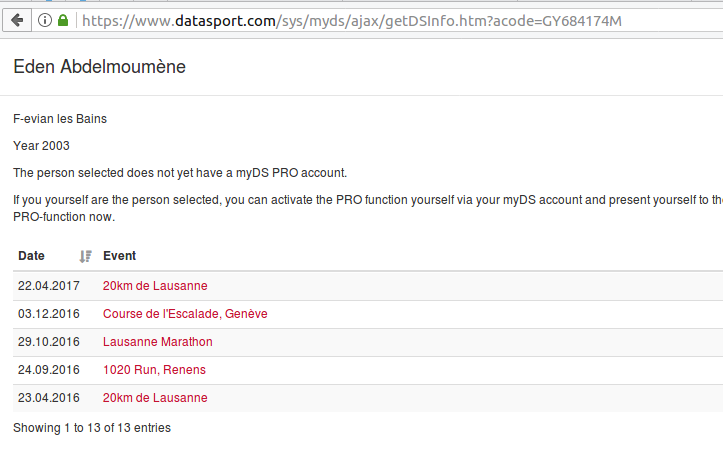 https://www.datasport.com/sys/myds/ajax/getDSInfo.htm?acode=GY684174M
Eden Abdelmoumène
F-evian les Bains
Year 2003
The person selected does not yet have a myDS PRO account.
If you yourself are the person selected, you can activate the PRO function yourself via your myDS account and present yourself to the
PRO-function now.
Date Event
22.04.2017 20km de Lausanne
03.12.2016 Course de l'Escalade, Genève
29.10.2016 Lausanne Marathon
24.09.2016 1020 Run, Renens
23.04.2016 20km de Lausanne
Showing 1 to 13 of 13 entries